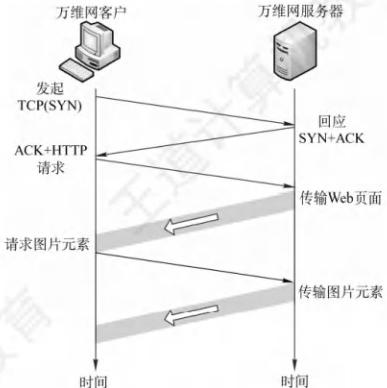 万维网客户
万维网服务器
发起
TCP(SYN)
回应
SYN+ACK
ACK+HTTP
请求
传输Web页面
请求图片元素
传输图片元素
时间
时间